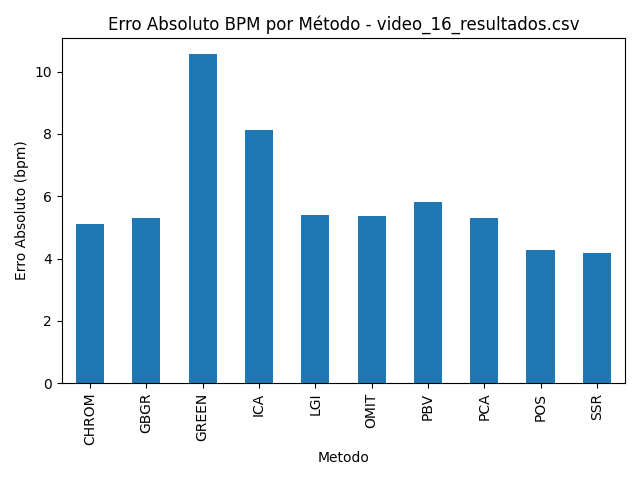 Erro Absoluto BPM por Método - video_16_resultados.csv
Erro Absoluto (bpm)
10
8
6
4
2
0
CHROM
GBGR
GREEN
ICA
LGI
OMIT
PBV
PCA
POS
SSR
Metodo